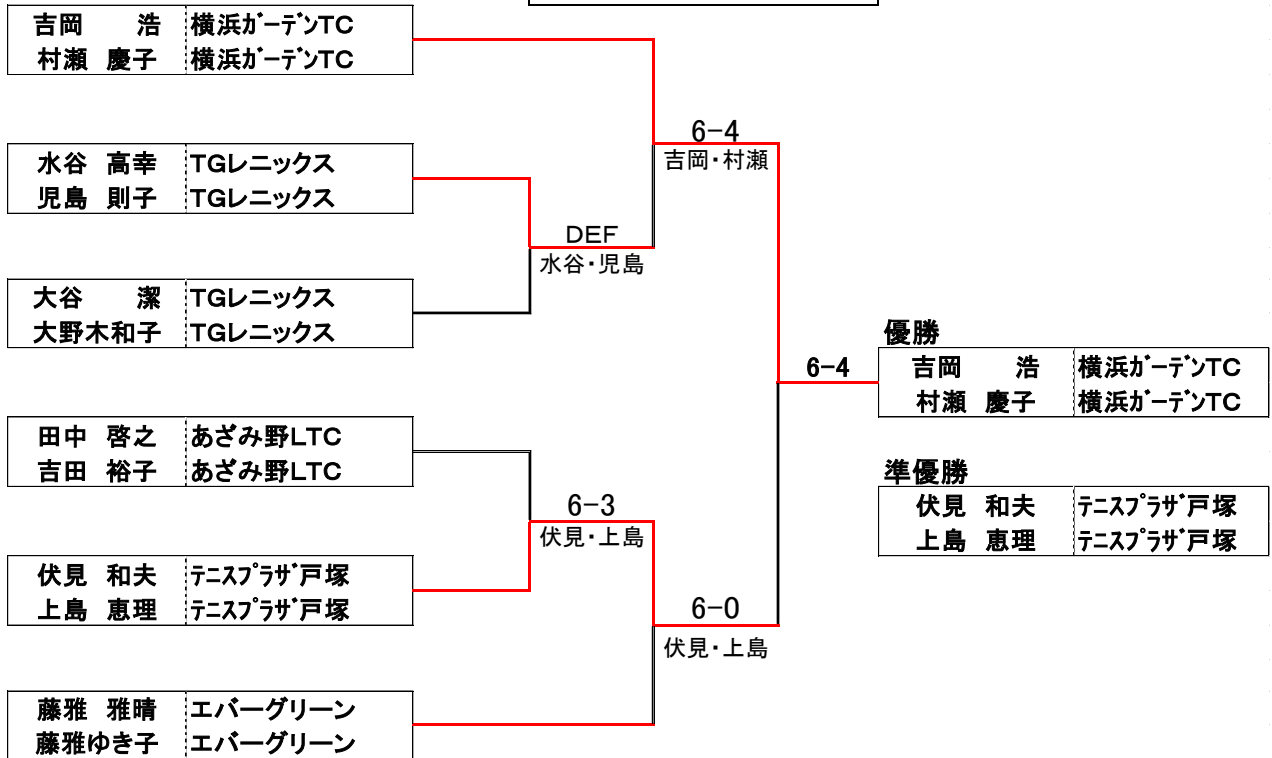 吉岡 浩 横浜ｶﾞｰﾃﾞﾝTC
村瀬 慶子 横浜ｶﾞｰﾃﾞﾝTC
6-4
吉岡・村瀬
水谷 高幸 TGレニックス
児島 則子 TGレニックス
DEF
水谷・児島
大谷 潔 TGレニックス
大野木和子 TGレニックス
優勝
6-4
吉岡 浩 横浜ｶﾞｰﾃﾞﾝTC
村瀬 慶子 横浜ｶﾞｰﾃﾞﾝTC
田中 啓之 あざみ野LTC
吉田 裕子 あざみ野LTC
準優勝
伏見 和夫 ﾃﾆｽﾌﾟﾗｻﾞ戸塚
上島 恵理 ﾃﾆｽﾌﾟﾗｻﾞ戸塚
6-3
伏見・上島
伏見 和夫 ﾃﾆｽﾌﾟﾗｻﾞ戸塚
上島 恵理 ﾃﾆｽﾌﾟﾗｻﾞ戸塚
6-0
伏見・上島
藤雅 雅晴 エバーグリーン
藤雅ゆき子 エバーグリーン